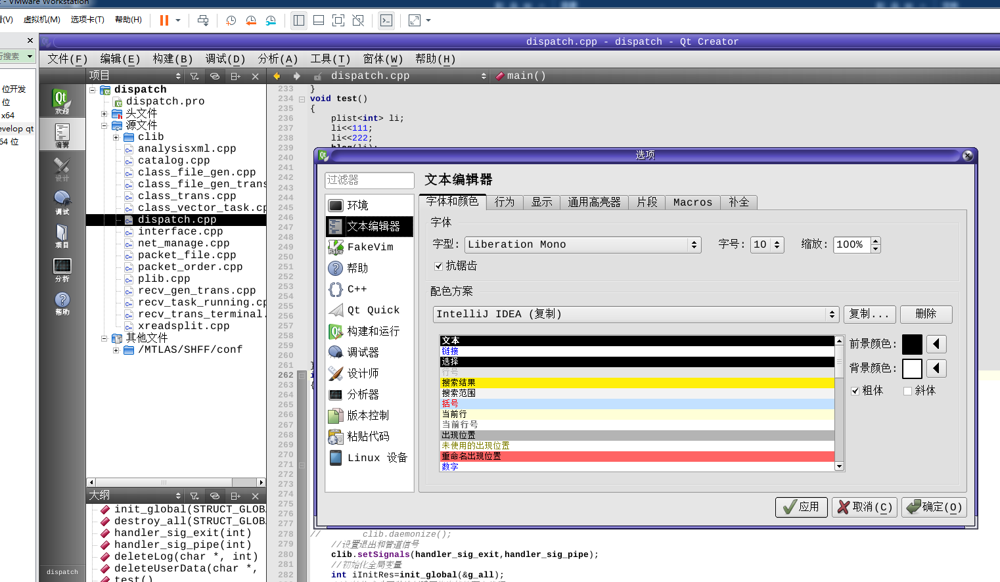 - VMware Workstation
(V) 虚拟机(M) 选项卡(T) 帮助(H)
行搜索
位开发
位
x64
evelop qt
64 位
dispatch.cpp - dispatch - Qt Creator
文件(F) 编辑(E) 构建(B) 调试(D) 分析(A) 工具(T) 窗体(W) 帮助(H)
项目
dispatch.cpp
main()
Qt
欢迎
编辑
设计
调试
项目
分析
帮助
dispatch
dispatch
dispatch.pro
头文件
源文件
clib
analysisxml.cpp
catalog.cpp
class_file_gen.cpp
class_file_gen_trans
class_trans.cpp
class_vector_task.cp
dispatch.cpp
interface.cpp
net_manage.cpp
packet_file.cpp
packet_order.cpp
plib.cpp
recv_gen_trans.cpp
recv_task_running.cp
recv_trans_terminal.
xreadsplit.cpp
其他文件
/MTLAS/SHFF/conf
大纲
init_global(STRUCT_GLOBA
destroy_all(STRUCT_GLOBA
handler_sig_exit(int)
handler_sig_pipe(int)
deleteLog(char *, int)
deleteUserData(char *,
test()
233 }
234 void test()
235 {
236 plist<int> li;
237 li<<111;
238 li<<222;
239
240
241
242
243
244
245
246
247
248
249
250
251
252
253
254
255
256
257
258
259
260
261 }
262
263 {
264
265
266
267
268
269
270
271
272
273
274
275
276
277
278 // clib.daemonize();
279 //设置退出和管道信号
280 clib.setSignals(handler_sig_exit,handler_sig_pipe);
281 //初始化全局变量
282 int iInitRes=init_global(&g_all);
选项
过滤器
环境
文本编辑器
FakeVim
帮助
C++
Qt Quick
构建和运行
调试器
设计师
分析器
版本控制
粘贴代码
Linux 设备
文本编辑器
字体和颜色 行为 显示 通用高亮器 片段 Macros 补全
字体
字型: Liberation Mono 字号: 10 缩放: 100%
抗锯齿
配色方案
IntelliJ IDEA (复制) 复制... 删除
文本
链接
选择
行号
搜索结果
搜索范围
括号
当前行
当前行号
出现位置
未使用的出现位置
重命名出现位置
数字
前景颜色:
背景颜色:
粗体 斜体
应用 取消(C) 确定(O)